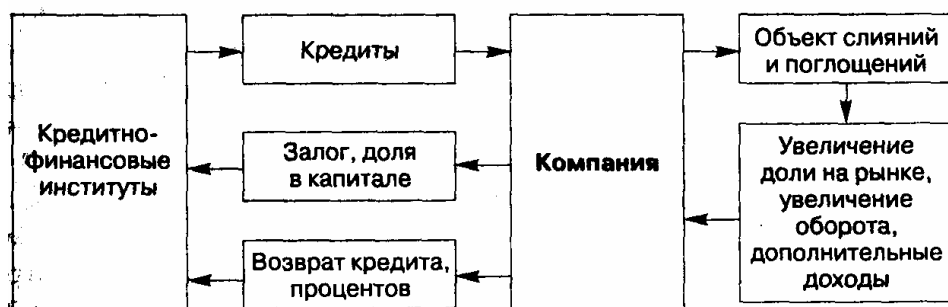 Кредитно-
финансовые
институты
Кредиты
Залог, доля
в капитале
Возврат кредита,
процентов
Компания
Объект слияний
и поглощений
Увеличение
доли на рынке,
увеличение
оборота,
дополнительные
доходы